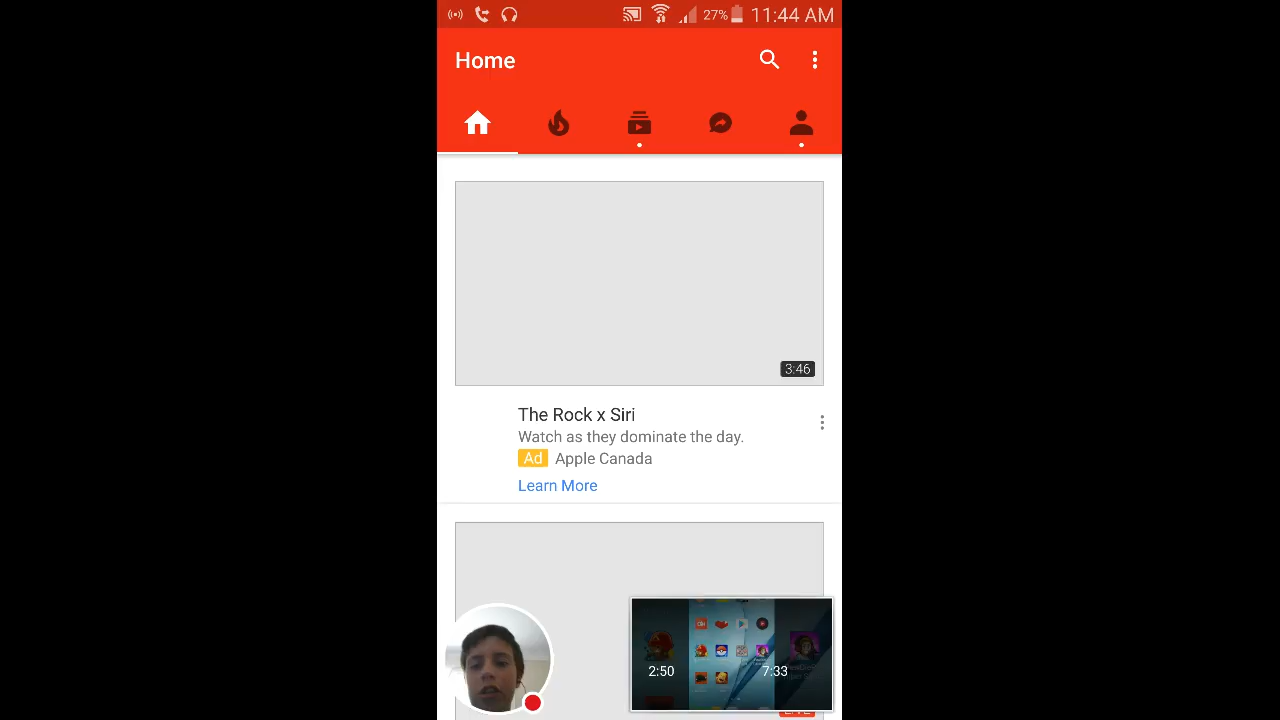 27% 11:44 AM
Home
3:46
The Rock x Siri
Watch as they dominate the day.
Ad Apple Canada
Learn More
2:50 7:33
LIVE